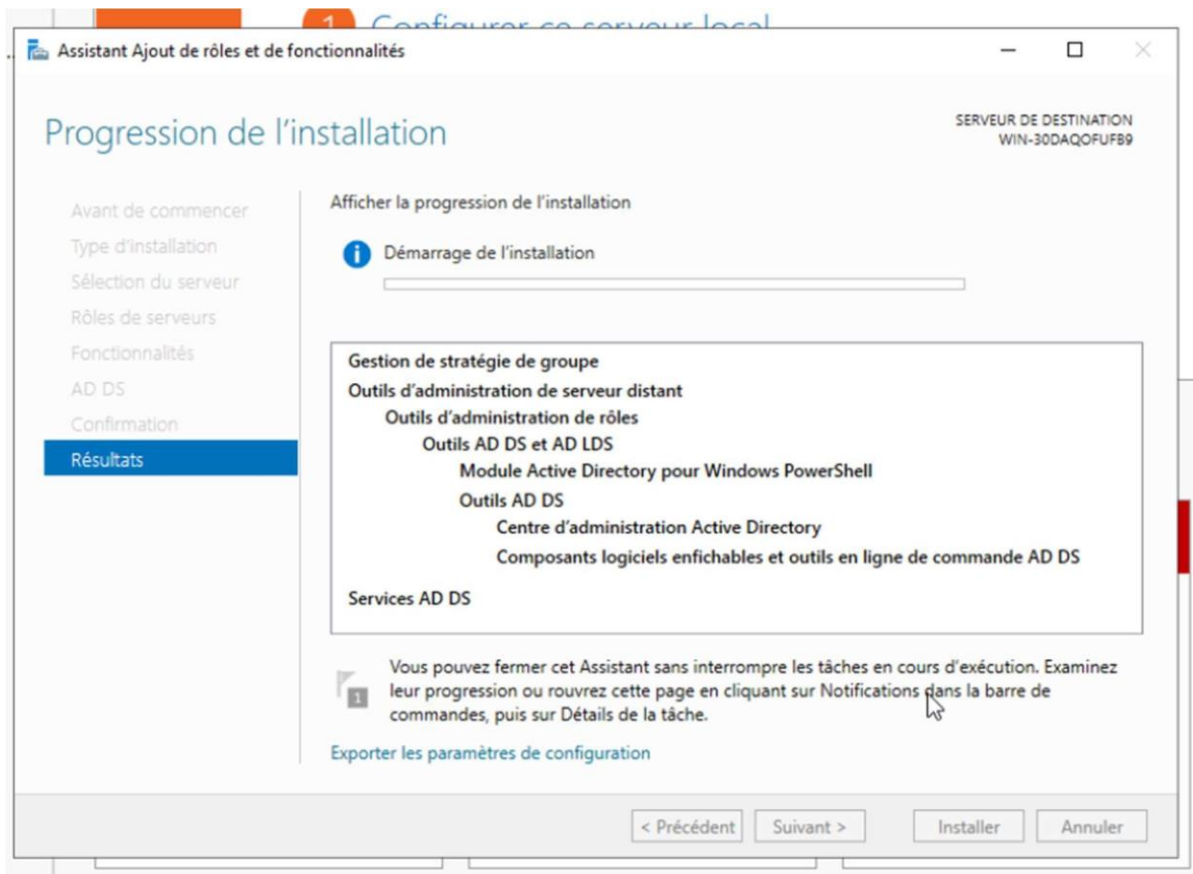 1 Configurer ce serveur local
Assistant Ajout de rôles et de fonctionnalités
Progression de l'installation
SERVEUR DE DESTINATION
WIN-30DAQOFUFB9
Avant de commencer
Type d'installation
Sélection du serveur
Rôles de serveurs
Fonctionnalités
AD DS
Confirmation
Résultats
Afficher la progression de l'installation
Démarrage de l'installation
Gestion de stratégie de groupe
Outils d'administration de serveur distant
Outils d'administration de rôles
Outils AD DS et AD LDS
Module Active Directory pour Windows PowerShell
Outils AD DS
Centre d'administration Active Directory
Composants logiciels enfichables et outils en ligne de commande AD DS
Services AD DS
1
Vous pouvez fermer cet Assistant sans interrompre les tâches en cours d'exécution. Examinez
leur progression ou rouvrez cette page en cliquant sur Notifications dans la barre de
commandes, puis sur Détails de la tâche.
Exporter les paramètres de configuration
< Précédent
Suivant >
Installer
Annuler